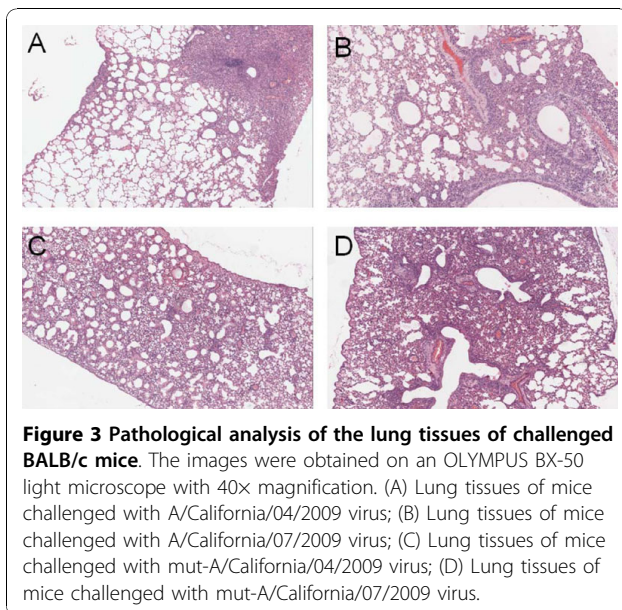 A
B
C
D
Figure 3 Pathological analysis of the lung tissues of challenged
BALB/c mice. The images were obtained on an OLYMPUS BX-50
light microscope with 40× magnification. (A) Lung tissues of mice
challenged with A/California/04/2009 virus; (B) Lung tissues of mice
challenged with A/California/07/2009 virus; (C) Lung tissues of mice
challenged with mut-A/California/04/2009 virus; (D) Lung tissues of
mice challenged with mut-A/California/07/2009 virus.